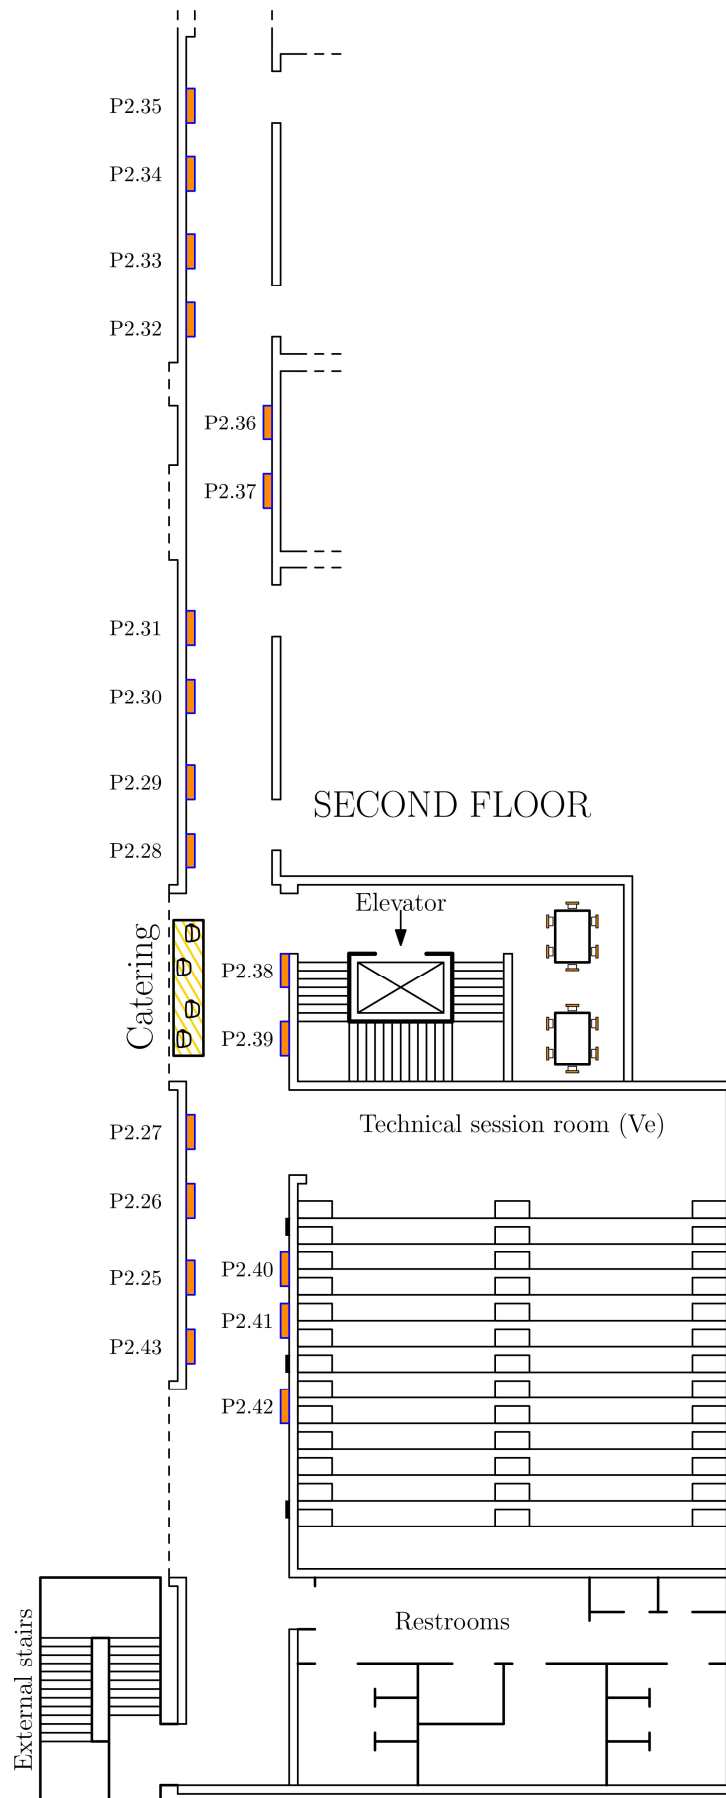 P2.35
P2.34
P2.33
P2.32
P2.36
P2.37
P2.31
P2.30
P2.29
SECOND FLOOR
P2.28
Elevator
Catering
P2.38
P2.39
Technical session room (Ve)
P2.27
P2.26
P2.40
P2.25
P2.41
P2.43
P2.42
Restrooms
External stairs